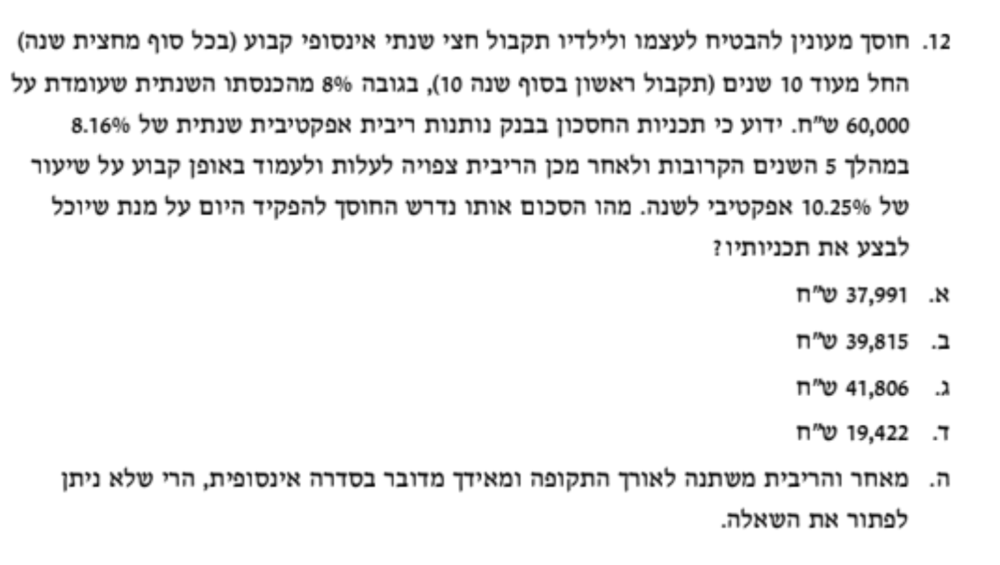 12. חוסך מעונין להבטיח לעצמו ולילדיו תקבול חצי שנתי אינסופי קבוע (בכל סוף מחצית שנה)
החל מעוד 10 שנים (תקבול ראשון בסוף שנה 10), בגובה 8% מהכנסתו השנתית שעומדת על
60,000 ש"ח. ידוע כי תכניות החסכון בבנק נותנות ריבית אפקטיבית שנתית של 8.16%
במהלך 5 השנים הקרובות ולאחר מכן הריבית צפויה לעלות ולעמוד באופן קבוע על שיעור
של 10.25% אפקטיבי לשנה. מהו הסכום אותו נדרש החוסך להפקיד היום על מנת שיוכל
לבצע את תכניותיו?
א. 37,991 ש"ח
ב. 39,815 ש"ח
ג. 41,806 ש"ח
ד. 19,422 ש"ח
ה. מאחר והריבית משתנה לאורך התקופה ומאידך מדובר בסדרה אינסופית, הרי שלא ניתן
לפתור את השאלה.